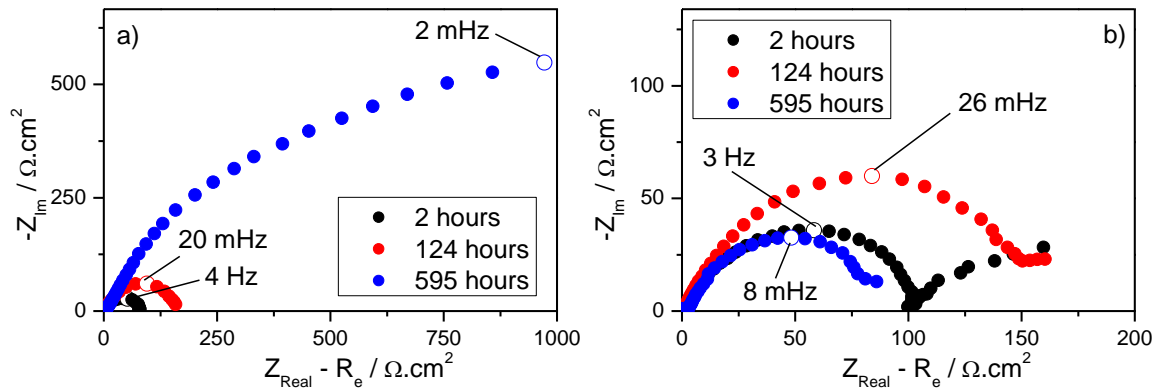 a)
2 mHz
500
-Z_Im / Ω.cm²
250
20 mHz
4 Hz
2 hours
124 hours
595 hours
0
0 250 500 750 1000
Z_Real - R_e / Ω.cm²
b)
2 hours
124 hours
595 hours
26 mHz
3 Hz
100
-Z_Im / Ω.cm²
50
8 mHz
0
0 50 100 150 200
Z_Real - R_e / Ω.cm²